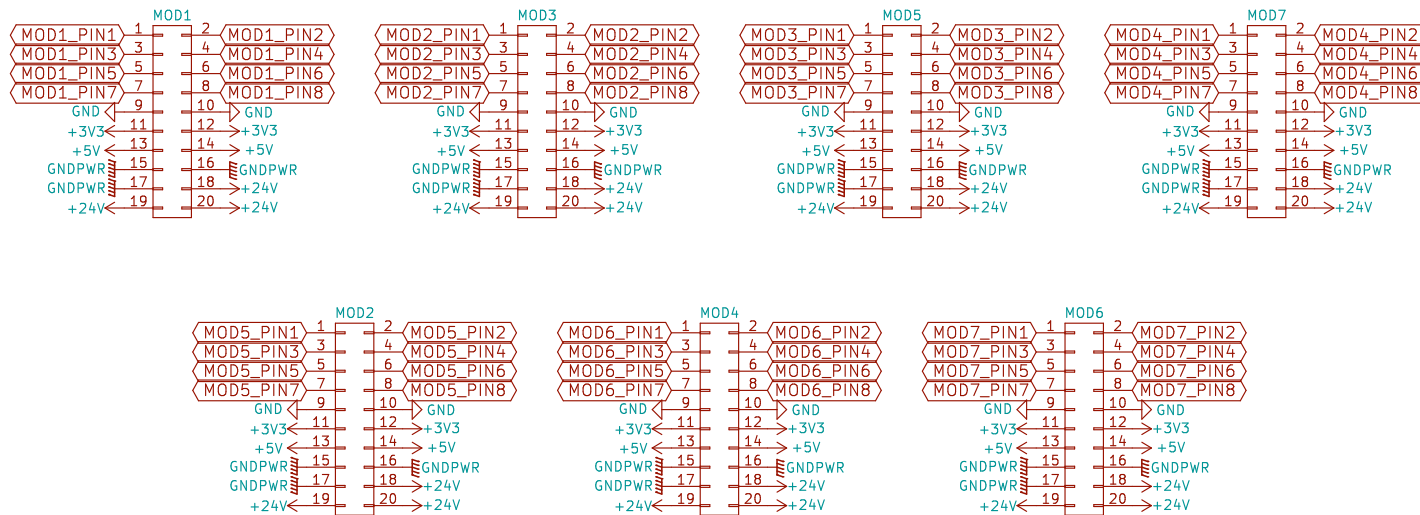 MOD1 MOD3 MOD5 MOD7
MOD1_PIN1 1 2 MOD1_PIN2 MOD2_PIN1 1 2 MOD2_PIN2 MOD3_PIN1 1 2 MOD3_PIN2 MOD4_PIN1 1 2 MOD4_PIN2
MOD1_PIN3 3 4 MOD1_PIN4 MOD2_PIN3 3 4 MOD2_PIN4 MOD3_PIN3 3 4 MOD3_PIN4 MOD4_PIN3 3 4 MOD4_PIN4
MOD1_PIN5 5 6 MOD1_PIN6 MOD2_PIN5 5 6 MOD2_PIN6 MOD3_PIN5 5 6 MOD3_PIN6 MOD4_PIN5 5 6 MOD4_PIN6
MOD1_PIN7 7 8 MOD1_PIN8 MOD2_PIN7 7 8 MOD2_PIN8 MOD3_PIN7 7 8 MOD3_PIN8 MOD4_PIN7 7 8 MOD4_PIN8
GND 9 10 GND GND 9 10 GND GND 9 10 GND GND 9 10 GND
+3V3 11 12 +3V3 +3V3 11 12 +3V3 +3V3 11 12 +3V3 +3V3 11 12 +3V3
+5V 13 14 +5V +5V 13 14 +5V +5V 13 14 +5V +5V 13 14 +5V
GNDPWR 15 16 GNDPWR GNDPWR 15 16 GNDPWR GNDPWR 15 16 GNDPWR GNDPWR 15 16 GNDPWR
GNDPWR 17 18 +24V GNDPWR 17 18 +24V GNDPWR 17 18 +24V GNDPWR 17 18 +24V
+24V 19 20 +24V +24V 19 20 +24V +24V 19 20 +24V +24V 19 20 +24V
MOD2 MOD4 MOD6
MOD5_PIN1 1 2 MOD5_PIN2 MOD6_PIN1 1 2 MOD6_PIN2 MOD7_PIN1 1 2 MOD7_PIN2
MOD5_PIN3 3 4 MOD5_PIN4 MOD6_PIN3 3 4 MOD6_PIN4 MOD7_PIN3 3 4 MOD7_PIN4
MOD5_PIN5 5 6 MOD5_PIN6 MOD6_PIN5 5 6 MOD6_PIN6 MOD7_PIN5 5 6 MOD7_PIN6
MOD5_PIN7 7 8 MOD5_PIN8 MOD6_PIN7 7 8 MOD6_PIN8 MOD7_PIN7 7 8 MOD7_PIN8
GND 9 10 GND GND 9 10 GND GND 9 10 GND
+3V3 11 12 +3V3 +3V3 11 12 +3V3 +3V3 11 12 +3V3
+5V 13 14 +5V +5V 13 14 +5V +5V 13 14 +5V
GNDPWR 15 16 GNDPWR GNDPWR 15 16 GNDPWR GNDPWR 15 16 GNDPWR
GNDPWR 17 18 +24V GNDPWR 17 18 +24V GNDPWR 17 18 +24V
+24V 19 20 +24V +24V 19 20 +24V +24V 19 20 +24V